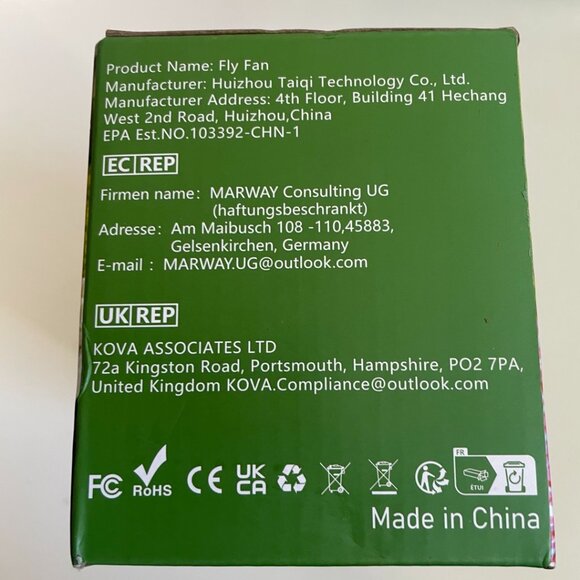 Product Name: Fly Fan
Manufacturer: Huizhou Taiqi Technology Co., Ltd.
Manufacturer Address: 4th Floor, Building 41 Hechang
West 2nd Road, Huizhou,China
EPA Est.NO.103392-CHN-1
EC REP
Firmen name: MARWAY Consulting UG
(haftungsbeschrankt)
Adresse: Am Maibusch 108 -110,45883,
Gelsenkirchen, Germany
E-mail : MARWAY.UG@outlook.com
UK REP
KOVA ASSOCIATES LTD
72a Kingston Road, Portsmouth, Hampshire, PO2 7PA,
United Kingdom KOVA.Compliance@outlook.com
FC RoHS CE UK CA FR ÉTUI
Made in China